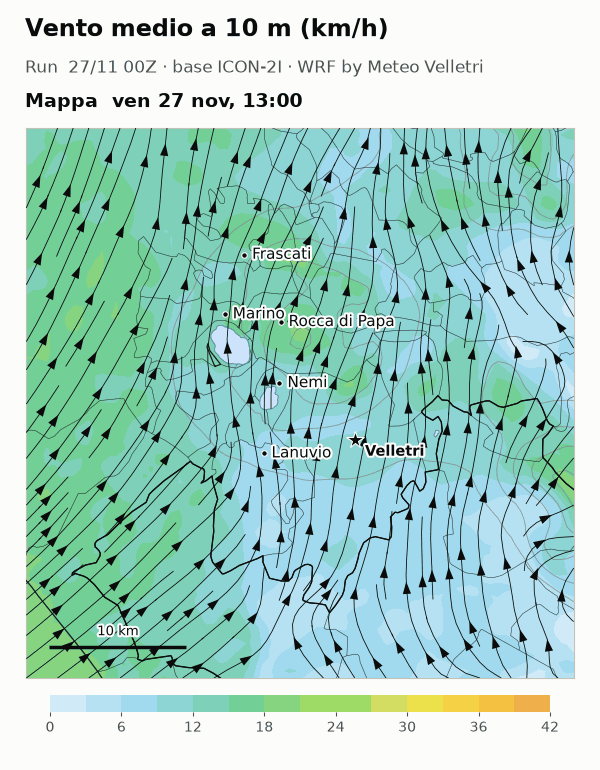 Vento medio a 10 m (km/h)
Run  27/11 00Z · base ICON-2I · WRF by Meteo Velletri
Mappa  ven 27 nov, 13:00
Frascati
Marino
Rocca di Papa
Nemi
Velletri
Lanuvio
10 km
0 6 12 18 24 30 36 42